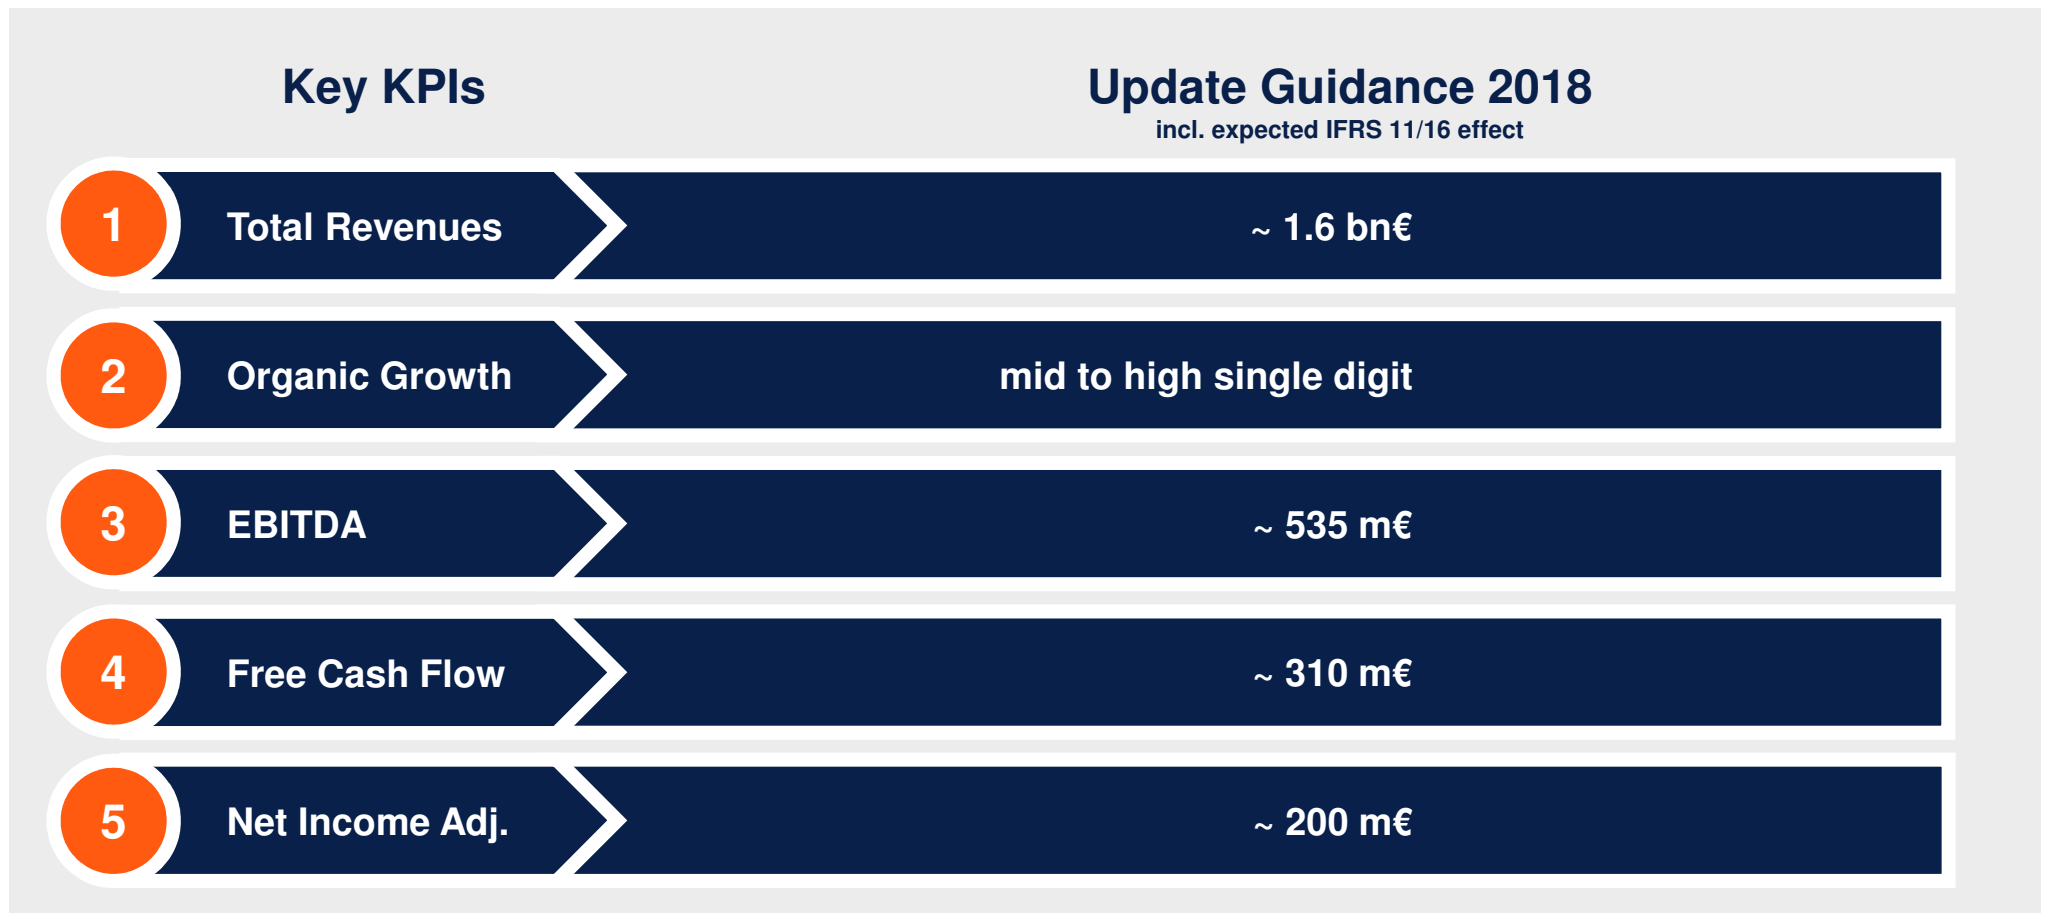 Key KPIs
Update Guidance 2018
incl. expected IFRS 11/16 effect
1 Total Revenues ~ 1.6 bn€
2 Organic Growth mid to high single digit
3 EBITDA ~ 535 m€
4 Free Cash Flow ~ 310 m€
5 Net Income Adj. ~ 200 m€